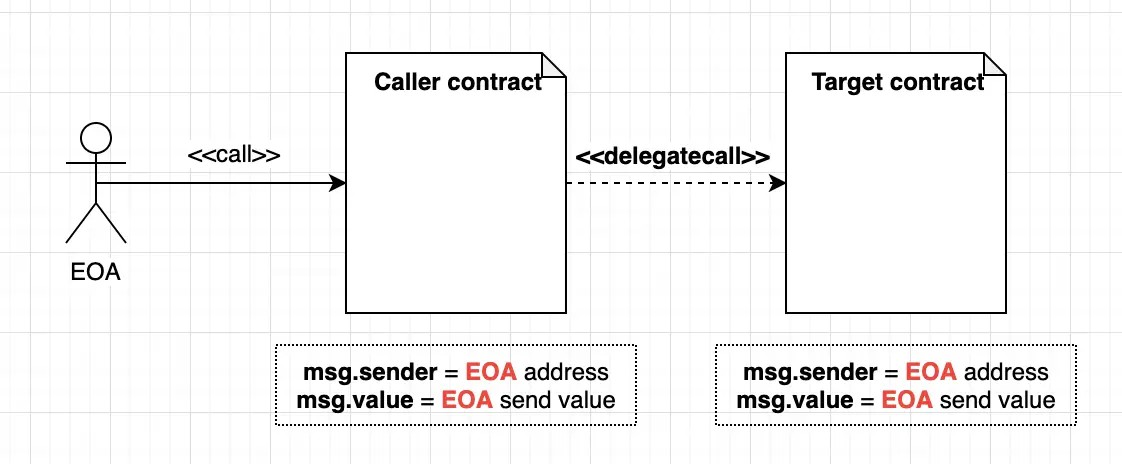 Caller contract
Target contract
<<call>>
<<delegatecall>>
EOA
msg.sender = EOA address
msg.value = EOA send value
msg.sender = EOA address
msg.value = EOA send value